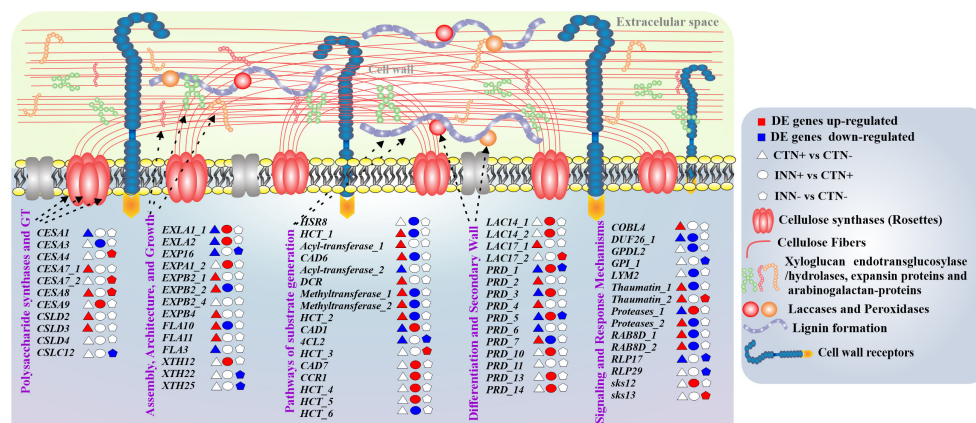 Extracelular space
Cell wall
Polysaccharide synthases and GT
CESA1
CESA3
CESA4
CESA7_1
CESA7_2
CESA8
CESA9
CSLD2
CSLD3
CSLD4
CSLC12
Assembly, Architecture, and Growth
EXLA1_1
EXLA2
EXP16
EXPA1_2
EXPB2_1
EXPB2_2
EXPB2_4
EXPB4
FLA10
FLA11
FLA3
XTH12
XTH22
XTH25
Pathways of substrate generation
HSR8
HCT_1
Acyl-transferase_1
CAD6
Acyl-transferase_2
DCR
Methyltransferase_1
Methyltransferase_2
HCT_2
CAD1
4CL2
HCT_3
CAD7
CCR1
HCT_4
HCT_5
HCT_6
Differentiation and Secondary Wall
LAC14_1
LAC14_2
LAC17_1
LAC17_2
PRD_1
PRD_2
PRD_3
PRD_4
PRD_5
PRD_6
PRD_7
PRD_10
PRD_11
PRD_13
PRD_14
Signaling and Response Mechanisms
COBL4
DUF26_1
GPDL2
GPI_1
LYM2
Thaumatin_1
Thaumatin_2
Proteases_1
Proteases_2
RAB8D_1
RAB8D_2
RLP17
RLP29
sks12
sks13
DE genes up-regulated
DE genes down-regulated
CTN+ vs CTN-
INN+ vs CTN+
INN- vs CTN-
Cellulose synthases (Rosettes)
Cellulose Fibers
Xyloglucan endotransglucosylase
/hydrolases, expansin proteins and
arabinogalactan-proteins
Laccases and Peroxidases
Lignin formation
Cell wall receptors